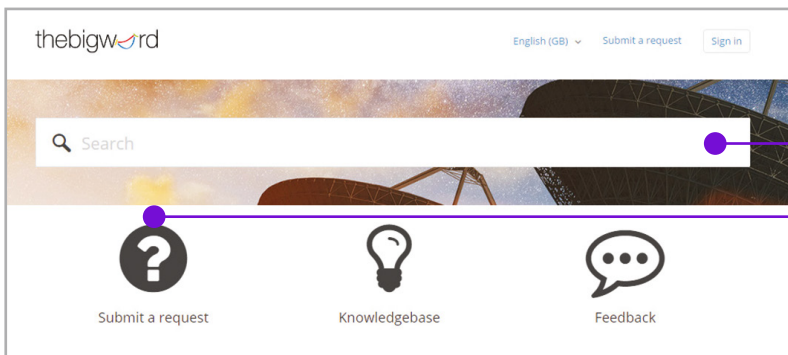 thebigword
English (GB) Submit a request Sign in
Search
Submit a request Knowledgebase Feedback